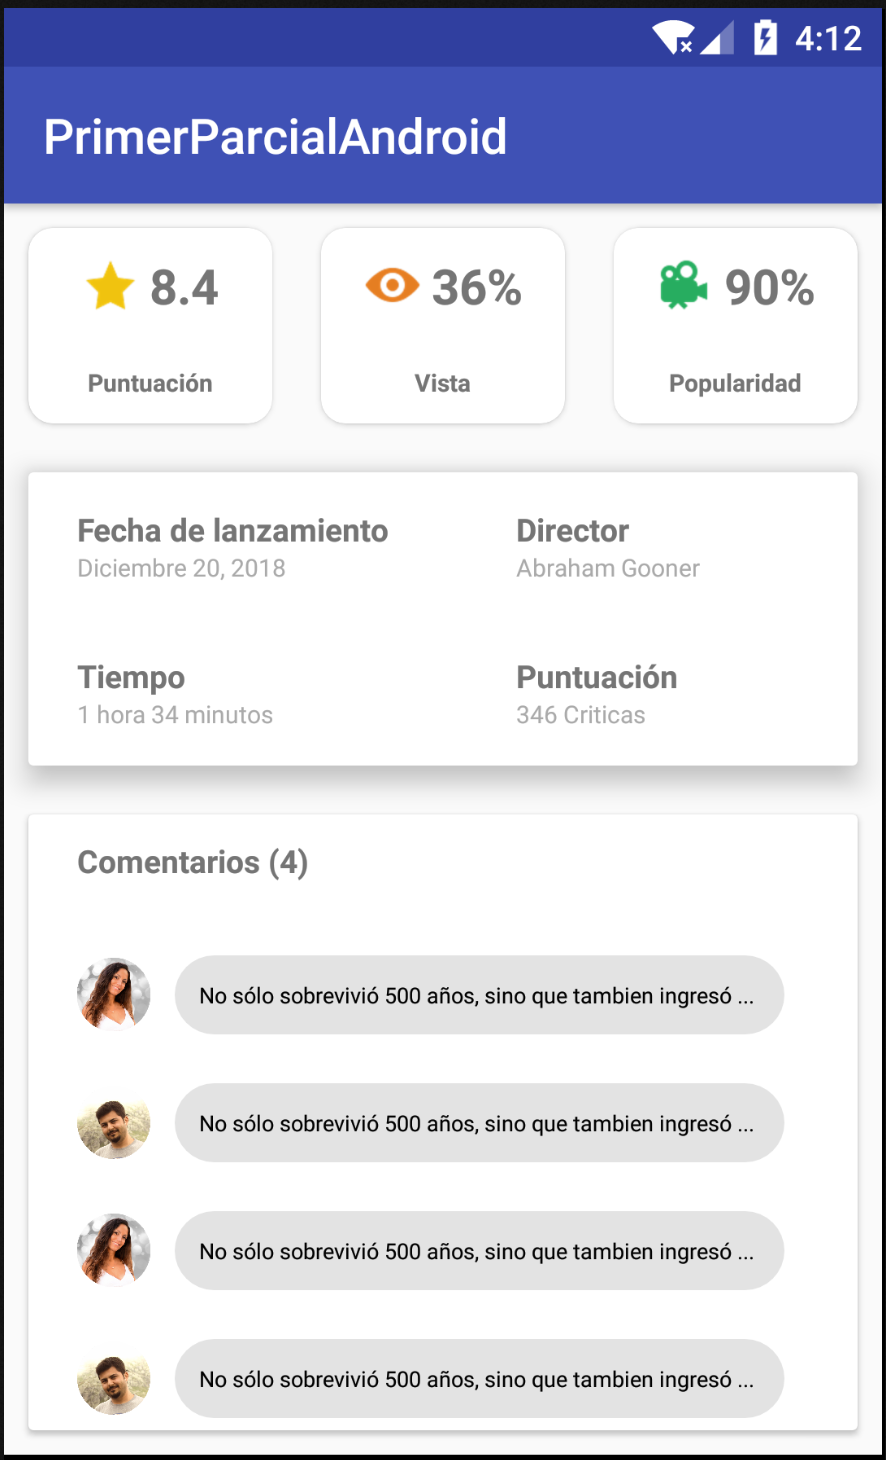 4:12
PrimerParcialAndroid
8.4 36% 90%
Puntuación Vista Popularidad
Fecha de lanzamiento Director
Diciembre 20, 2018 Abraham Gooner
Tiempo Puntuación
1 hora 34 minutos 346 Criticas
Comentarios (4)
No sólo sobrevivió 500 años, sino que tambien ingresó ...
No sólo sobrevivió 500 años, sino que tambien ingresó ...
No sólo sobrevivió 500 años, sino que tambien ingresó ...
No sólo sobrevivió 500 años, sino que tambien ingresó ...